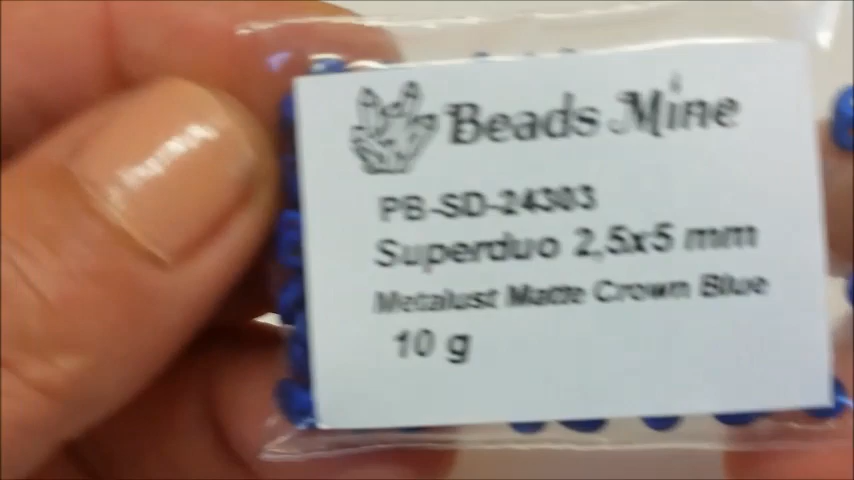 Beads Mine
PB-SD-24303
Superduo 2,5x5 mm
Metalust Matte Crown Blue
10 g